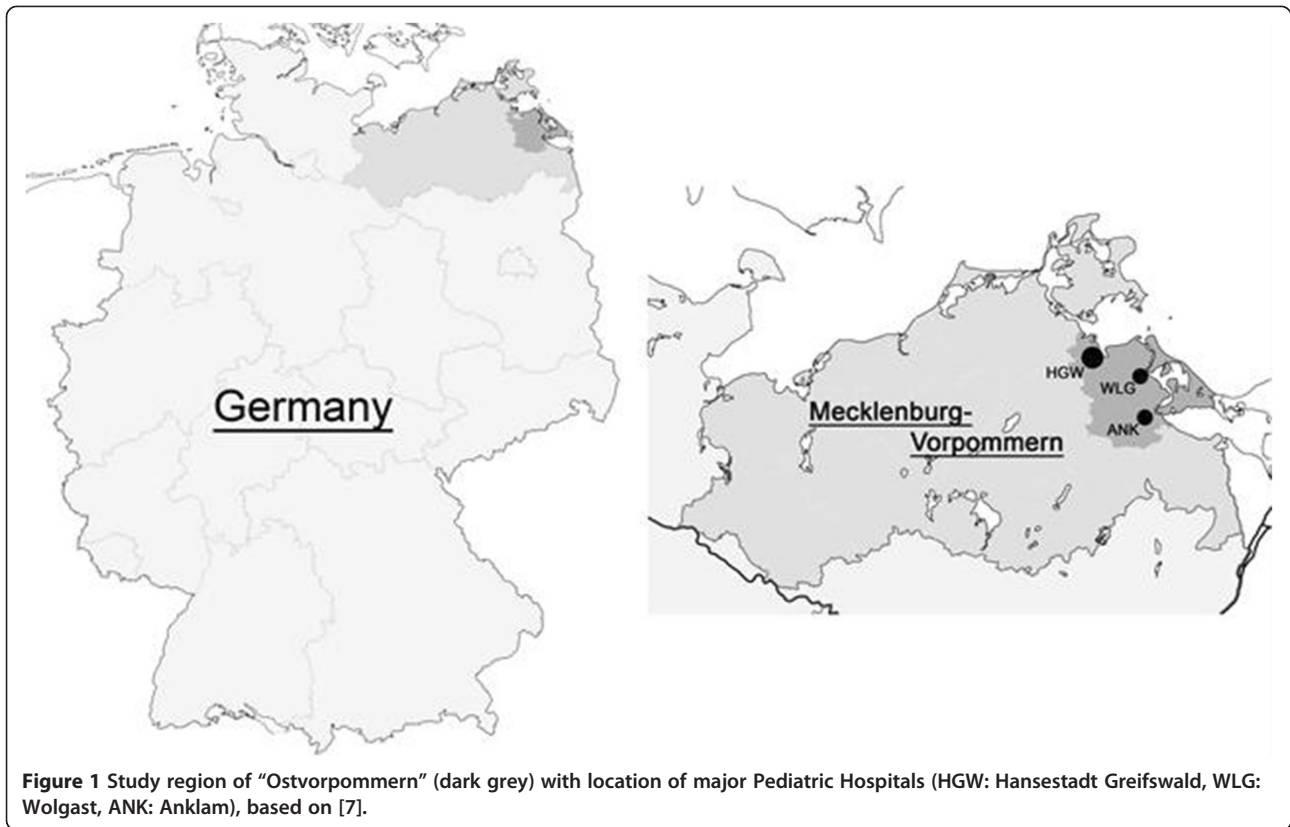 Germany
HGW
WLG
Mecklenburg-
Vorpommern
ANK
Figure 1 Study region of “Ostvorpommern” (dark grey) with location of major Pediatric Hospitals (HGW: Hansestadt Greifswald, WLG:
Wolgast, ANK: Anklam), based on [7].